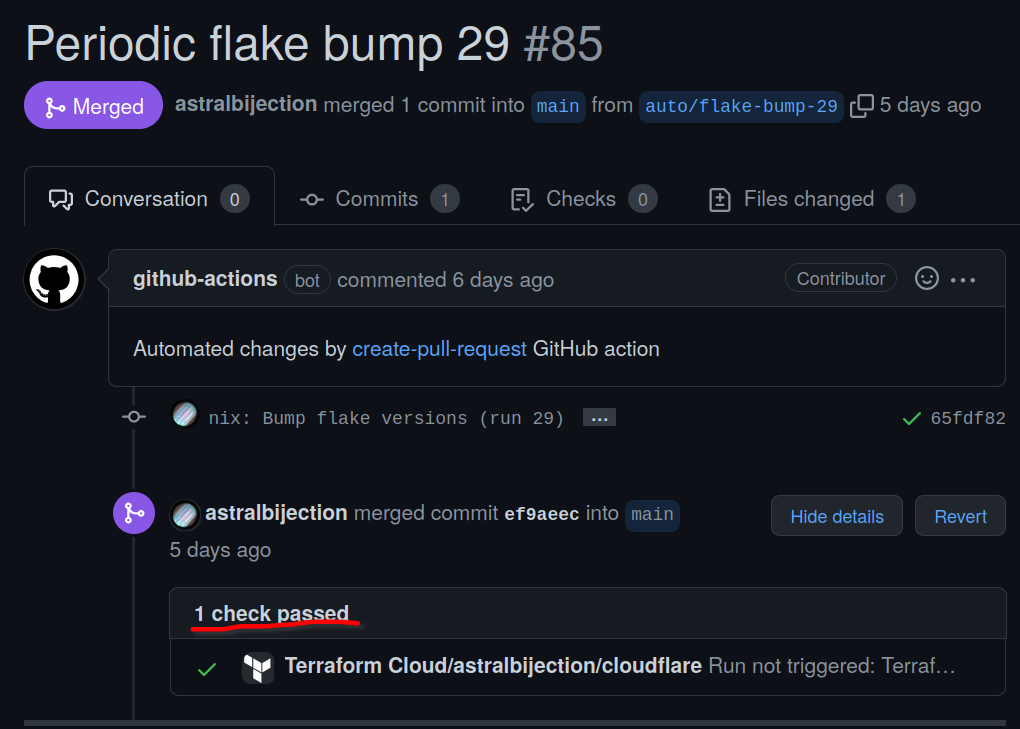 Periodic flake bump 29 #85
Merged astralbijection merged 1 commit into main from auto/flake-bump-29 5 days ago
Conversation 0 Commits 1 Checks 0 Files changed 1
github-actions bot commented 6 days ago Contributor ...
Automated changes by create-pull-request GitHub action
nix: Bump flake versions (run 29) ... 65fdf82
astralbijection merged commit ef9aeec into main Hide details Revert
5 days ago
1 check passed
Terraform Cloud/astralbijection/cloudflare Run not triggered: Terraf…